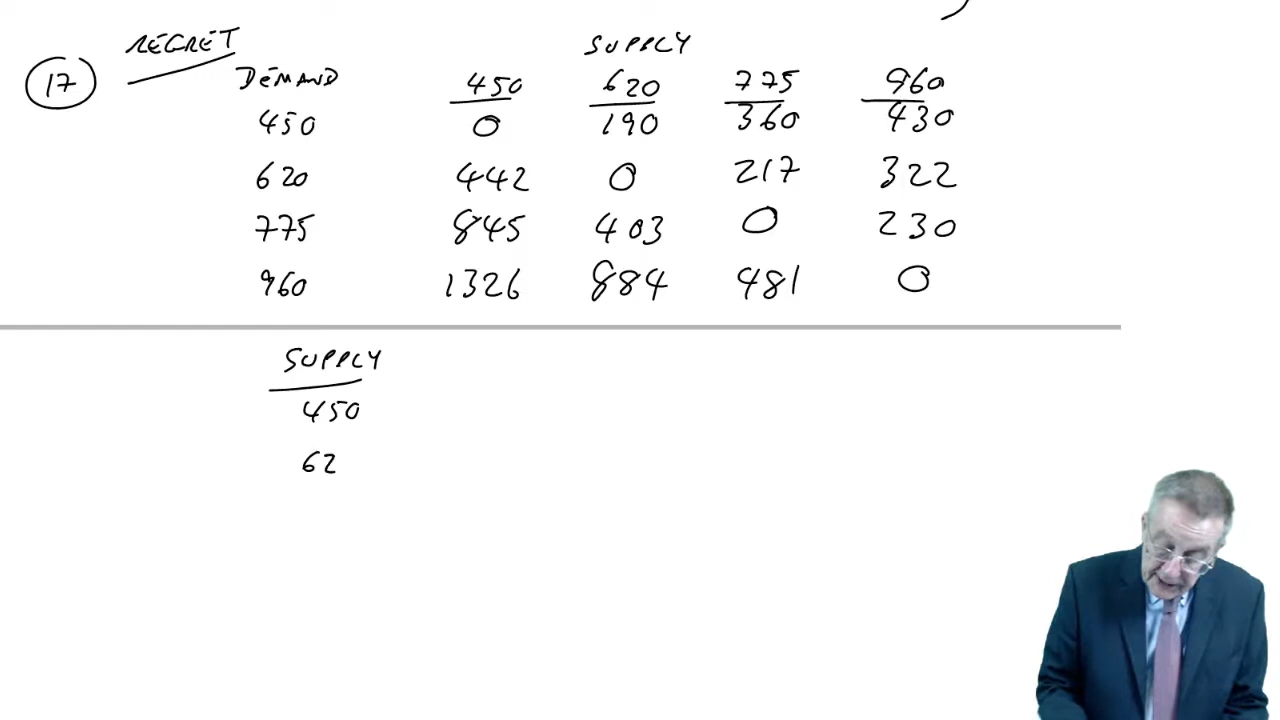 REGRET
SUPPLY
17
DEMAND 450 620 775 960
450 0 190 360 430
620 442 0 217 322
775 845 403 0 230
960 1326 884 481 0
SUPPLY
450
62